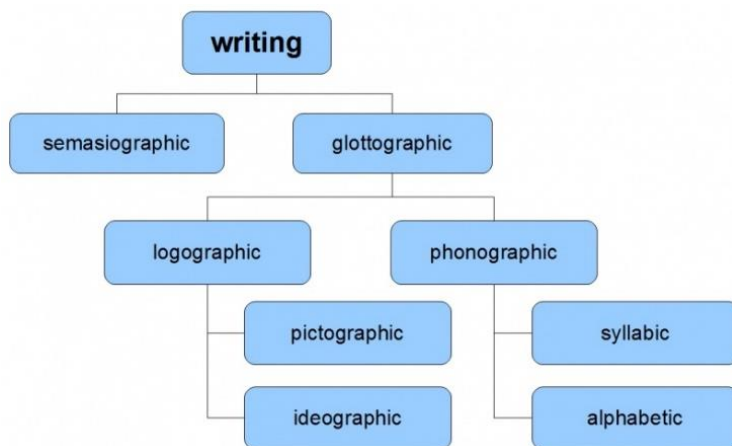 writing
semasiographic
glottographic
logographic
phonographic
pictographic
syllabic
ideographic
alphabetic